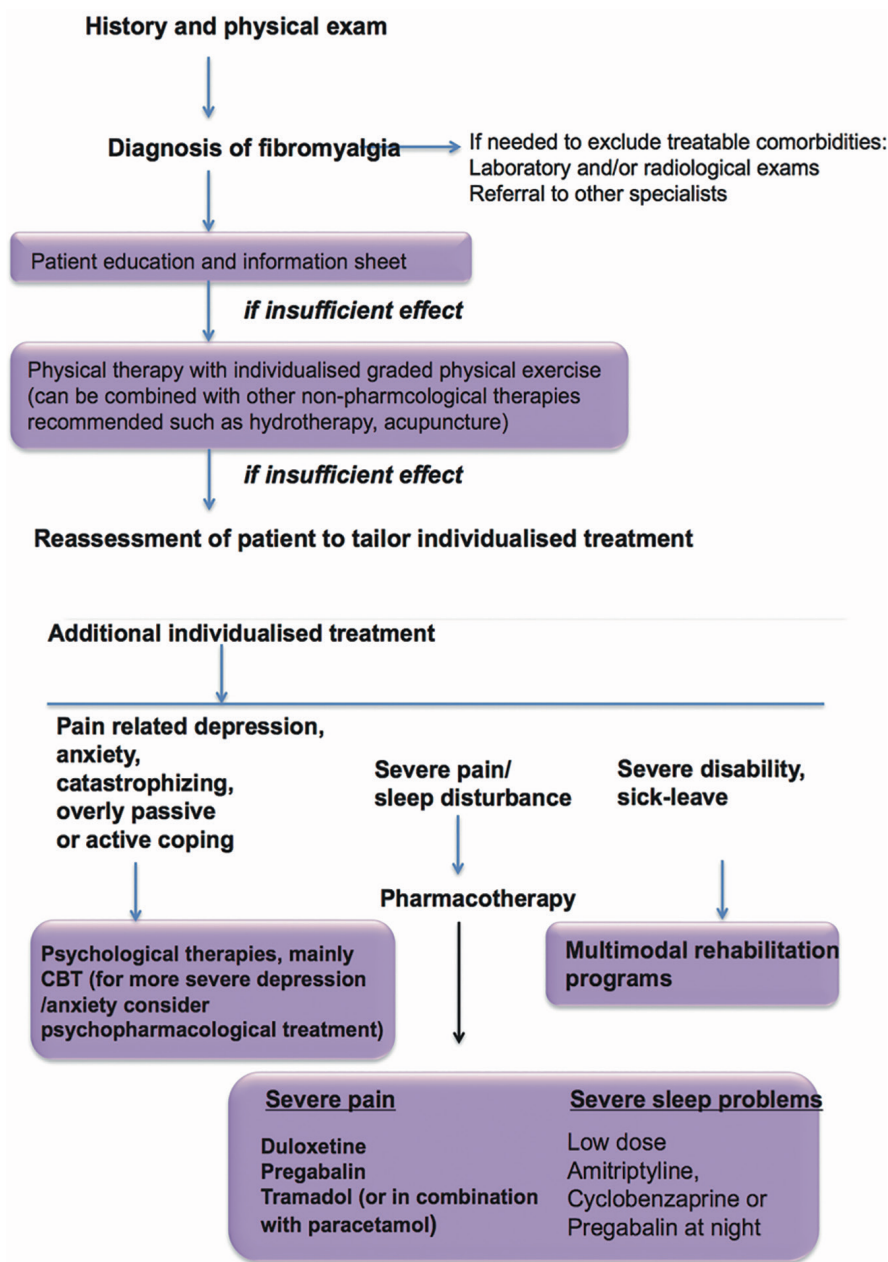 History and physical exam
Diagnosis of fibromyalgia
If needed to exclude treatable comorbidities:
Laboratory and/or radiological exams
Referral to other specialists
Patient education and information sheet
if insufficient effect
Physical therapy with individualised graded physical exercise
(can be combined with other non-pharmcological therapies
recommended such as hydrotherapy, acupuncture)
if insufficient effect
Reassessment of patient to tailor individualised treatment
Additional individualised treatment
Pain related depression,
anxiety,
catastrophizing,
overly passive
or active coping
Severe pain/
sleep disturbance
Severe disability,
sick-leave
Pharmacotherapy
Psychological therapies, mainly
CBT (for more severe depression
/anxiety consider
psychopharmacological treatment)
Multimodal rehabilitation
programs
Severe pain
Duloxetine
Pregabalin
Tramadol (or in combination
with paracetamol)
Severe sleep problems
Low dose
Amitriptyline,
Cyclobenzaprine or
Pregabalin at night